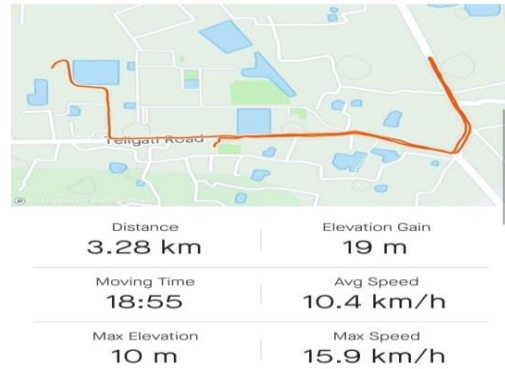 Teligati Road
Distance
3.28 km
Elevation Gain
19 m
Moving Time
18:55
Avg Speed
10.4 km/h
Max Elevation
10 m
Max Speed
15.9 km/h